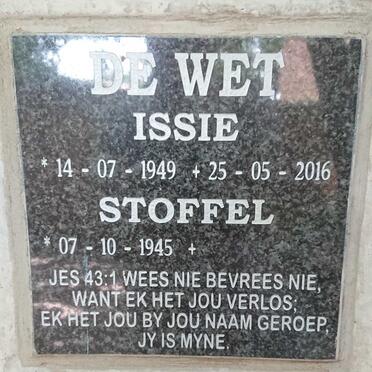 DE WET
ISSIE
* 14 - 07 - 1949 + 25 - 05 - 2016
STOFFEL
* 07 - 10 - 1945 +
JES 43:1 WEES NIE BEVREES NIE,
WANT EK HET JOU VERLOS;
EK HET JOU BY JOU NAAM GEROEP,
JY IS MYNE.